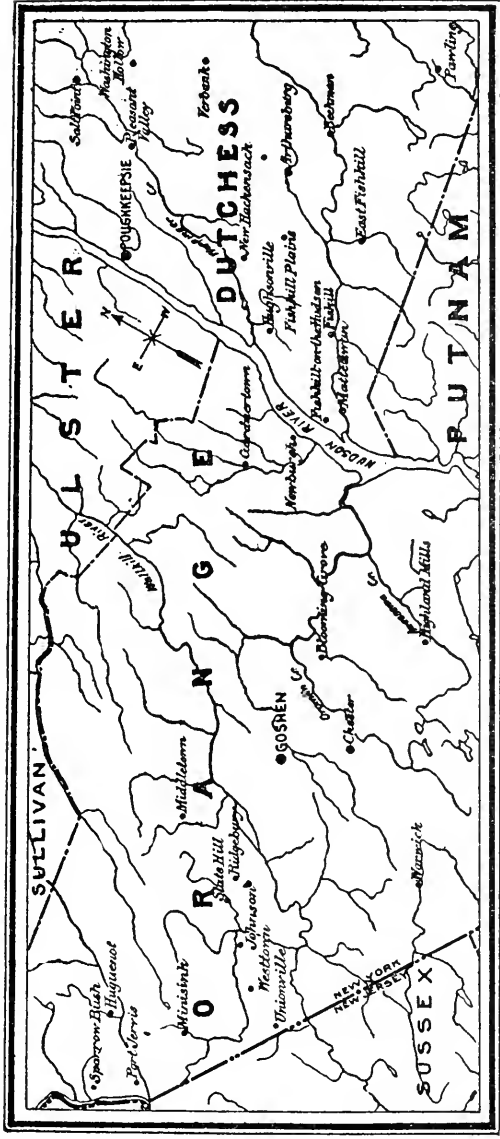 SULLIVAN
ULSTER
ORANGE
DUTCHESS
PUTNAM
SUSSEX
NEW YORK
NEW JERSEY
Sparrow Bush
Huguenot
Port Jervis
Minisink
Unionville
Westtown
Johnson
Slate Hill
Ridgebury
Middletown
GOSHEN
Chester
Warwick
Blooming Grove
Highland Mills
Wallkill River
Newburgh
Gardnertown
HUDSON RIVER
N
E
W
POUGHKEEPSIE
Salt Point
Washington
Hollow
Pleasant
Valley
Verbank
New Hackensack
Hughsonville
Fishkill Plains
Arthursburg
Beekman
East Fishkill
Fishkill-on-the-Hudson
Fishkill
Matteawan
Pawling